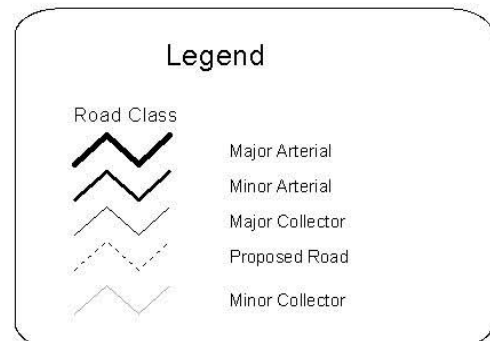 Legend
Road Class
Major Arterial
Minor Arterial
Major Collector
Proposed Road
Minor Collector